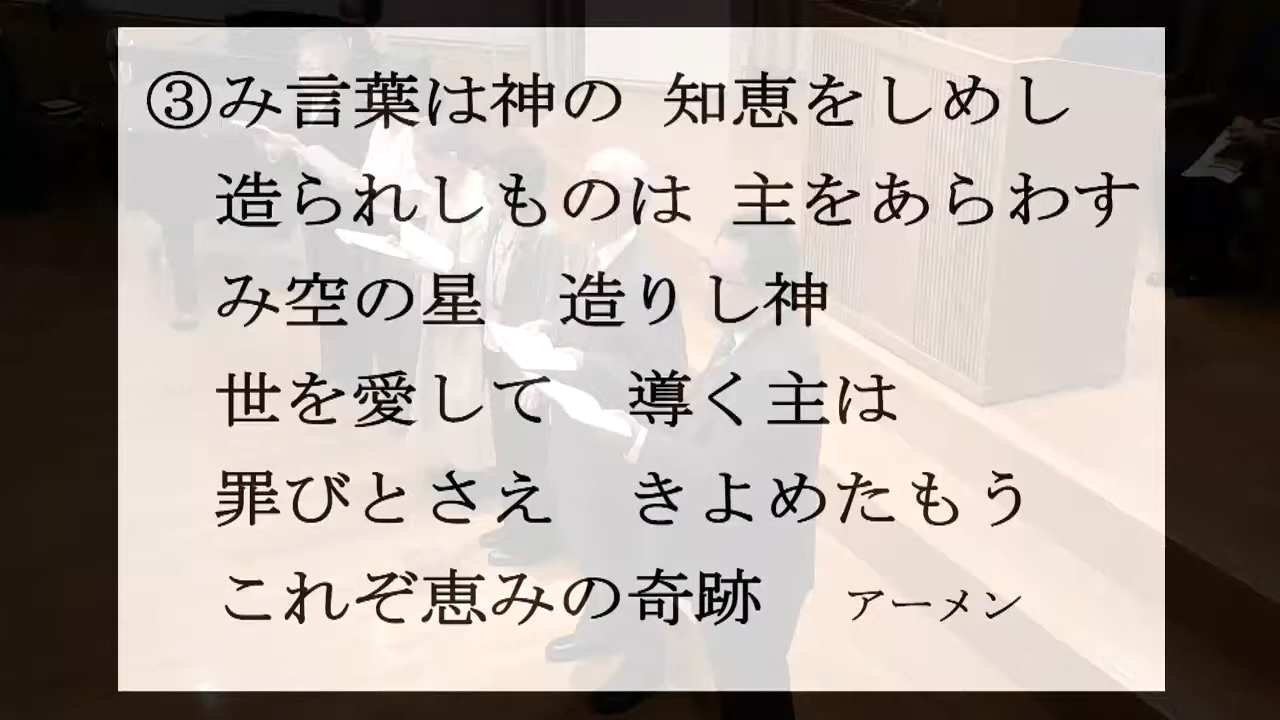 ③み言葉は神の 知恵をしめし
造られしものは 主をあらわす
み空の星 造りし神
世を愛して 導く主は
罪びとさえ きよめたもう
これぞ恵みの奇跡 アーメン